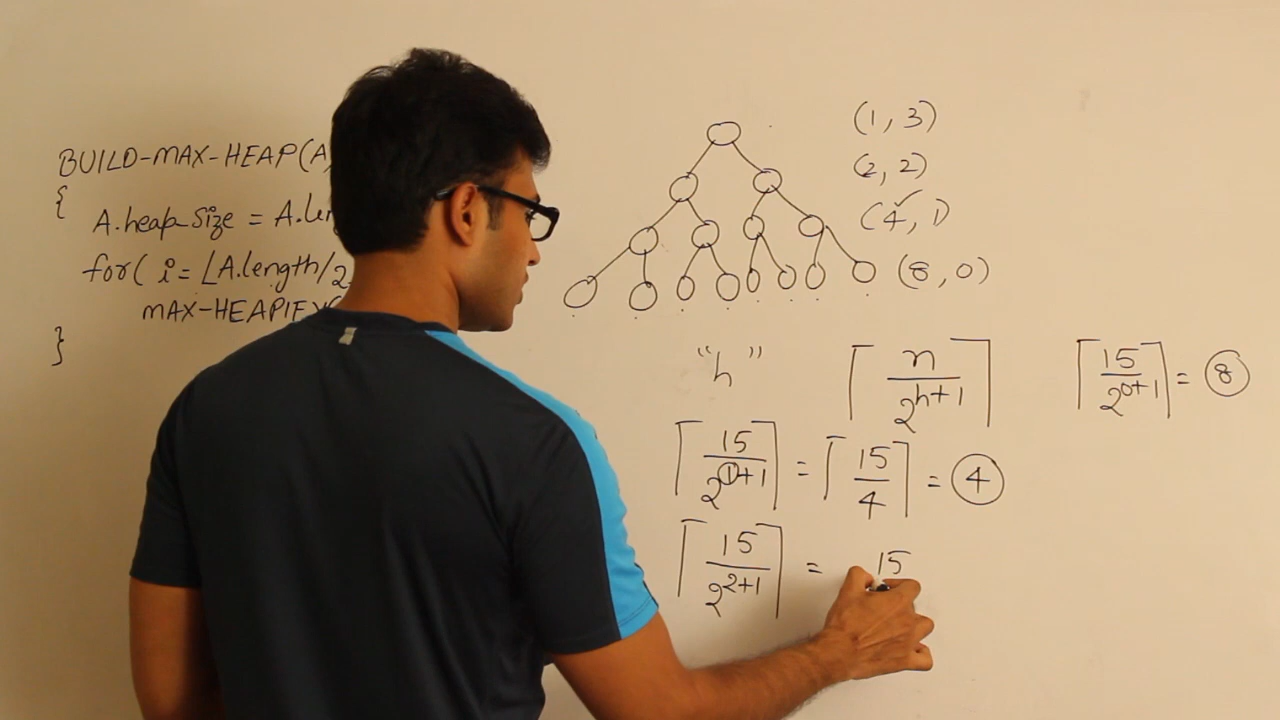 BUILD-MAX-HEAP(A
{
A.heap-size = A.len
for( i= ⌊A.length/2
MAX-HEAPIFY(
}
(1, 3)
(2, 2)
(4, 1)
(8, 0)
"h" ⌈n/2^(h+1)⌉ ⌈15/2^(0+1)⌉ = 8
⌈15/2^(1+1)⌉ = ⌈15/4⌉ = 4
⌈15/2^(2+1)⌉ = 15